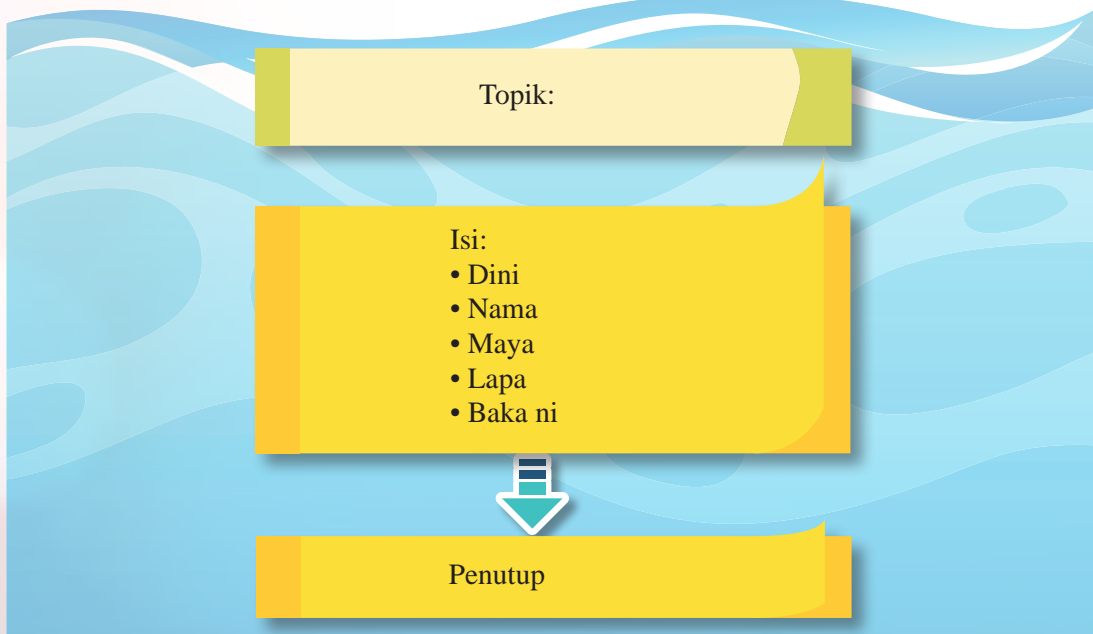 Topik:
Isi:
• Dini
• Nama
• Maya
• Lapa
• Baka ni
Penutup